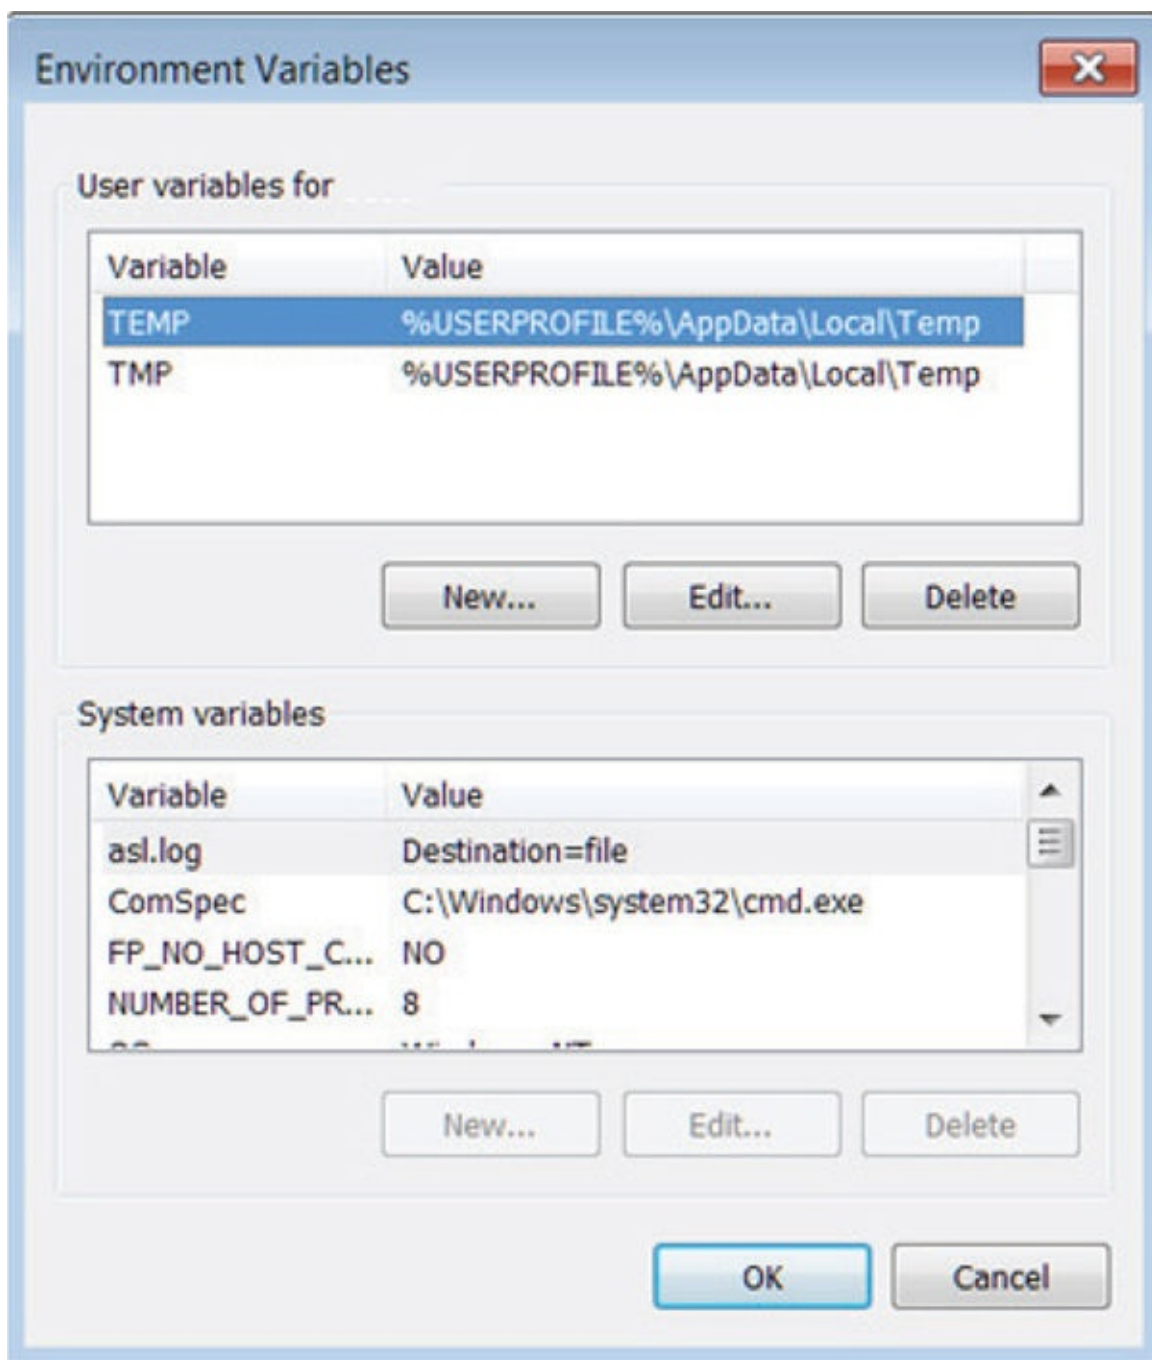 Environment Variables
User variables for
Variable Value
TEMP %USERPROFILE%\AppData\Local\Temp
TMP %USERPROFILE%\AppData\Local\Temp
New... Edit... Delete
System variables
Variable Value
asl.log Destination=file
ComSpec C:\Windows\system32\cmd.exe
FP_NO_HOST_C... NO
NUMBER_OF_PR... 8
New... Edit... Delete
OK Cancel